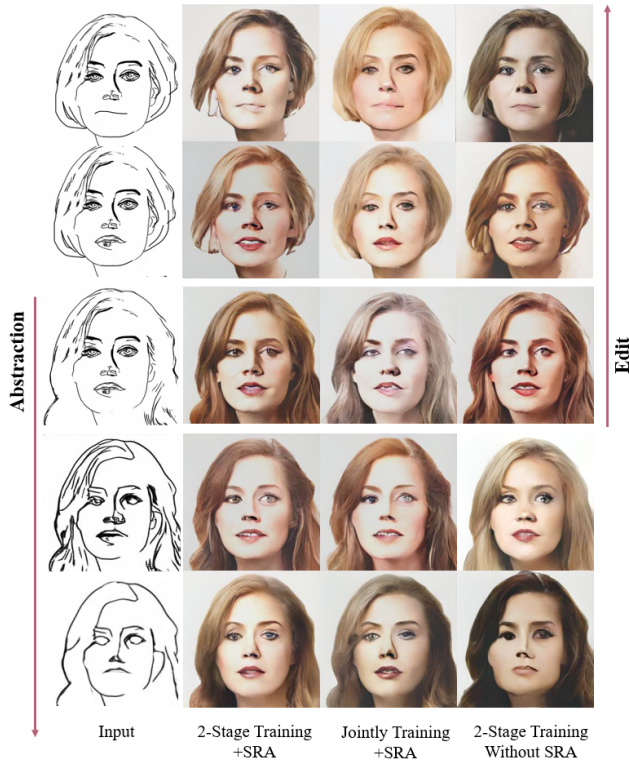 Abstraction
Edit
Input
2-Stage Training
+SRA
Jointly Training
+SRA
2-Stage Training
Without SRA